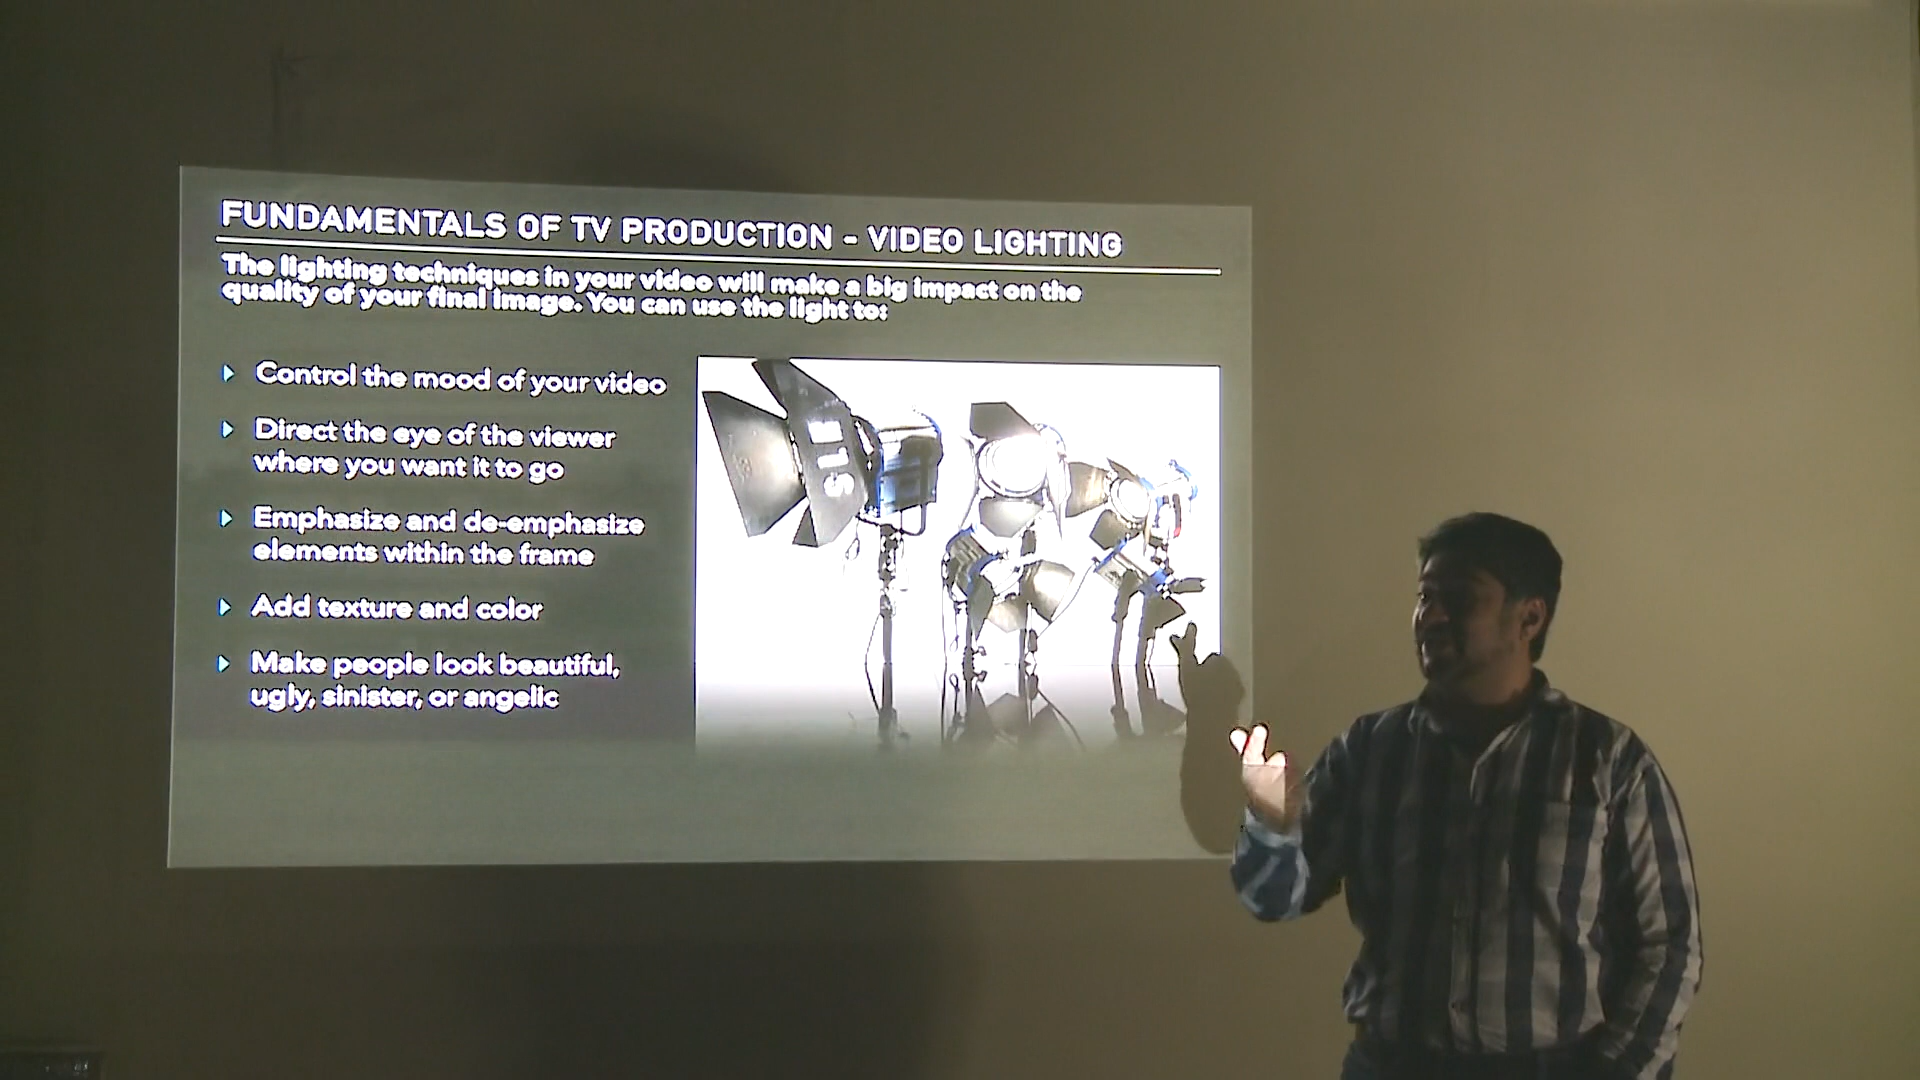 FUNDAMENTALS OF TV PRODUCTION - VIDEO LIGHTING
The lighting techniques in your video will make a big impact on the
quality of your final image. You can use the light to:
Control the mood of your video
Direct the eye of the viewer
where you want it to go
Emphasize and de-emphasize
elements within the frame
Add texture and color
Make people look beautiful,
ugly, sinister, or angelic